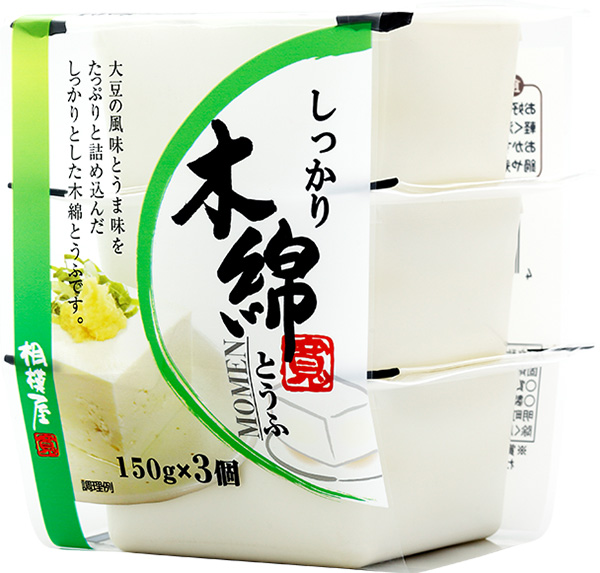 大豆の風味とうま味を
たっぷりと詰め込んだ
しっかりとした木綿とうふです。
しっかり
木綿
とうふ
MOMEN
寛
150g×3個
調理例
相模屋
寛